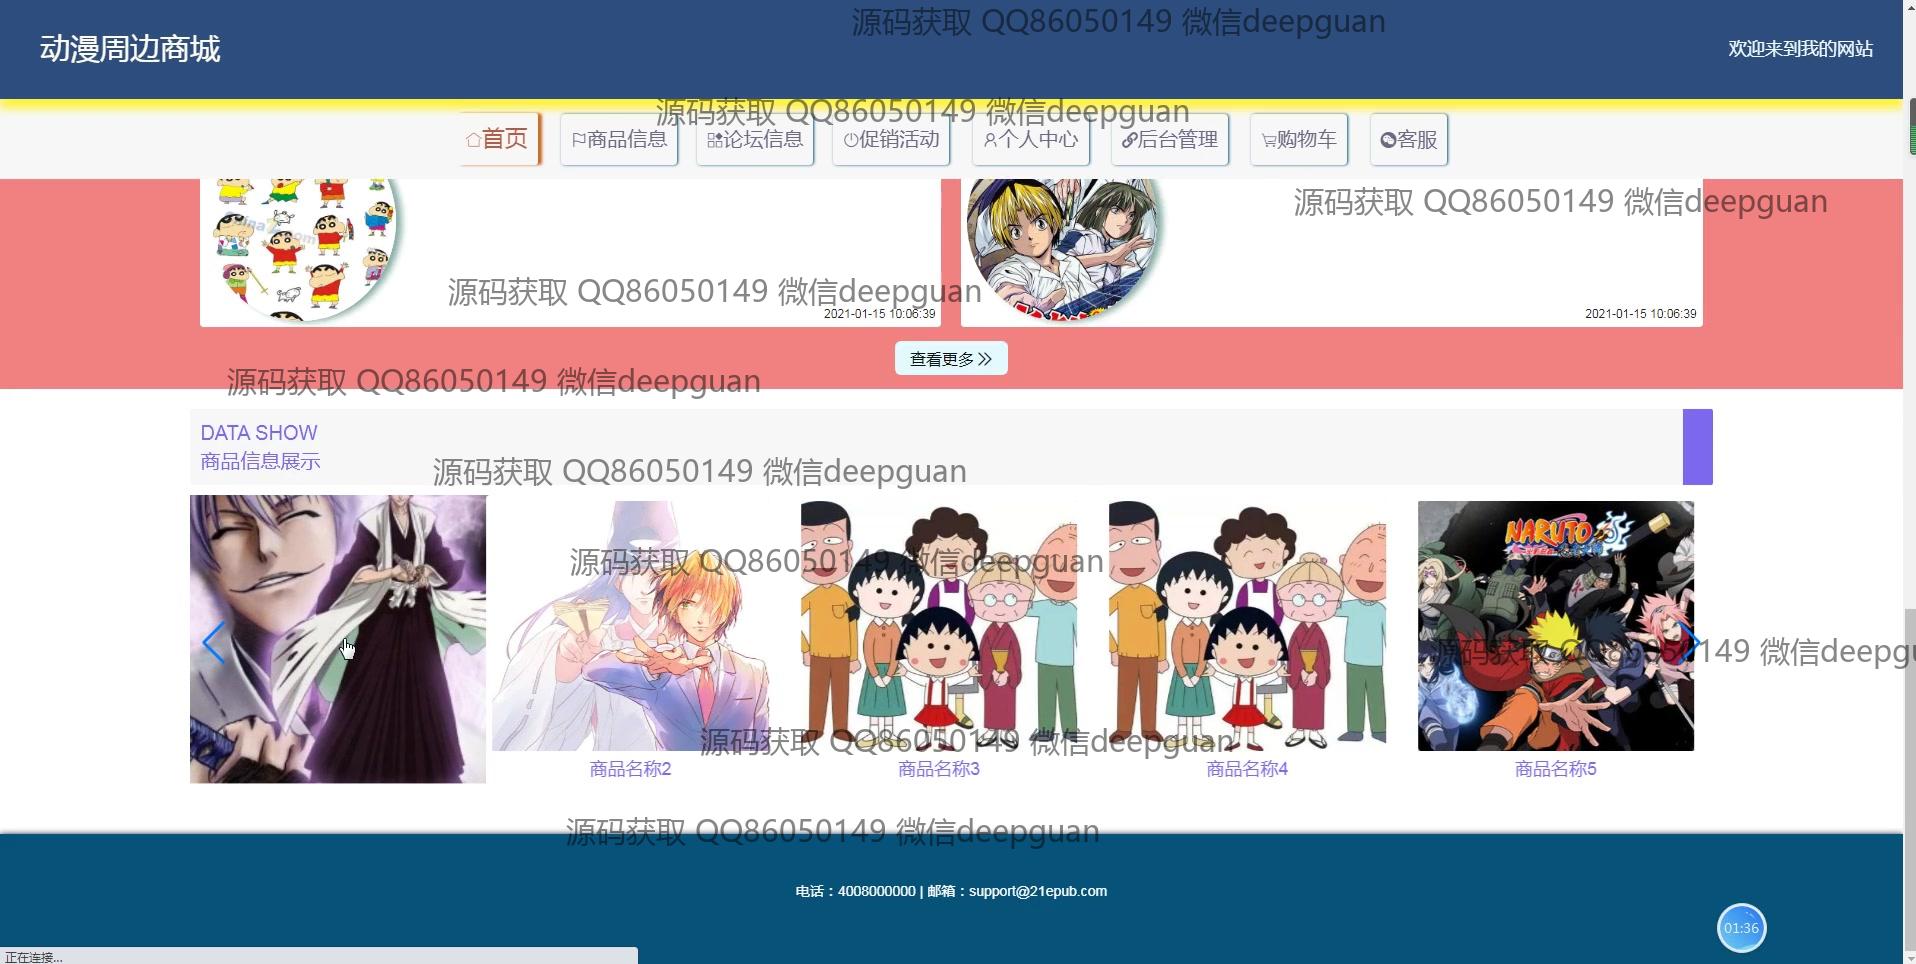 源码获取 QQ86050149 微信deepguan
动漫周边商城
欢迎来到我的网站
源码获取 QQ86050149 微信deepguan
首页
商品信息
论坛信息
促销活动
个人中心
后台管理
购物车
客服
源码获取 QQ86050149 微信deepguan
源码获取 QQ86050149 微信deepguan
2021-01-15 10:06:39
2021-01-15 10:06:39
查看更多
源码获取 QQ86050149 微信deepguan
DATA SHOW
商品信息展示
源码获取 QQ86050149 微信deepguan
NARUTO
源码获取 QQ86050149 微信deepguan
源码获取 QQ86050149 微信deepgu
源码获取 QQ86050149 微信deepguan
商品名称2
商品名称3
商品名称4
商品名称5
源码获取 QQ86050149 微信deepguan
电话：4008000000 | 邮箱：support@21epub.com
01:36
正在连接...